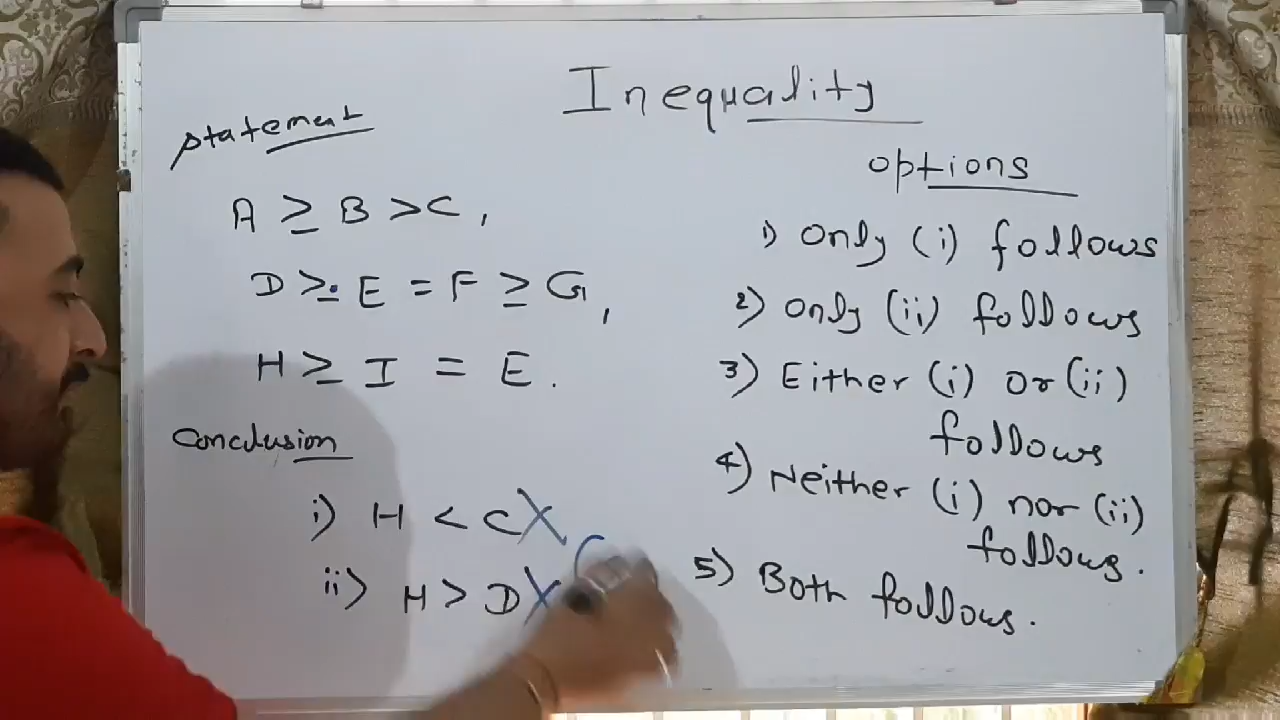 Inequality
Statement
A ≥ B > C ,
D ≥ E = F ≥ G ,
H ≥ I = E .
Conclusion
i) H < C X
ii) H > D X
options
1) Only (i) follows
2) Only (ii) follows
3) Either (i) or (ii)
follows
4) Neither (i) nor (ii)
follows.
5) Both follows.